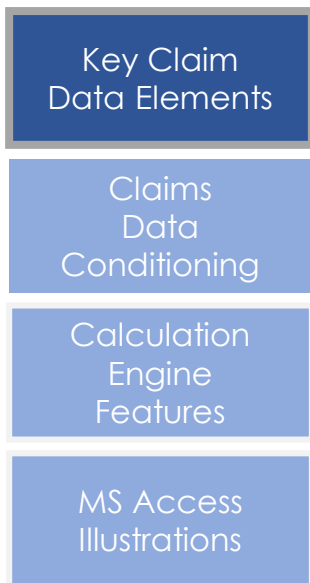 Key Claim
Data Elements
Claims
Data
Conditioning
Calculation
Engine
Features
MS Access
Illustrations